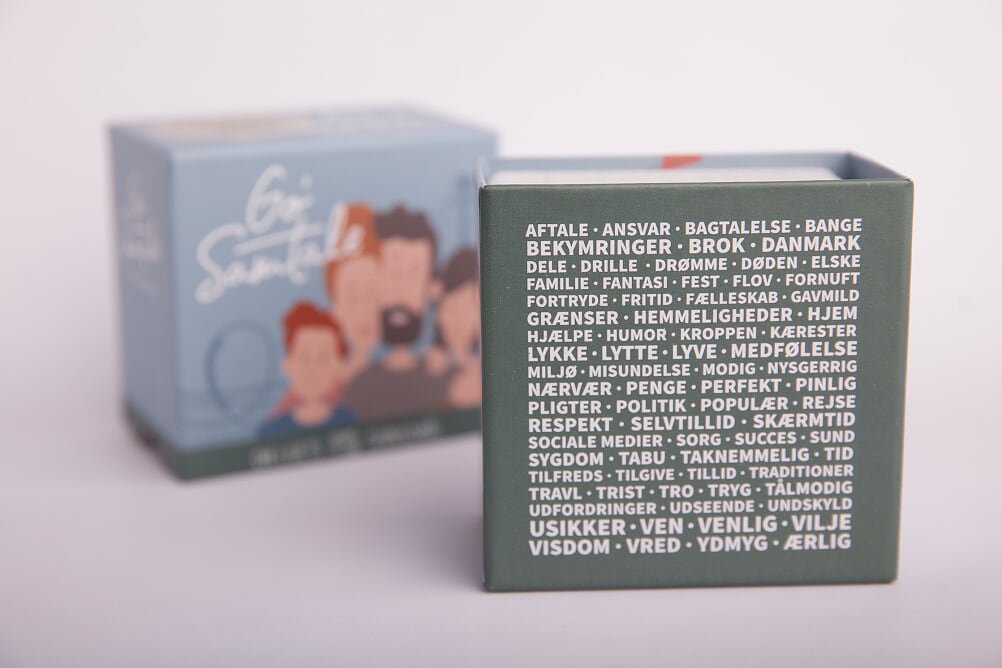 Go'
Samtale
AFTALE · ANSVAR · BAGTALELSE · BANGE
BEKYMRINGER · BROK · DANMARK
DELE · DRILLE · DRØMME · DØDEN · ELSKE
FAMILIE · FANTASI · FEST · FLOV · FORNUFT
FORTRYDE · FRITID · FÆLLESKAB · GAVMILD
GRÆNSER · HEMMELIGHEDER · HJEM
HJÆLPE · HUMOR · KROPPEN · KÆRESTER
LYKKE · LYTTE · LYVE · MEDFØLELSE
MILJØ · MISUNDELSE · MODIG · NYSGERRIG
NÆRVÆR · PENGE · PERFEKT · PINLIG
PLIGTER · POLITIK · POPULÆR · REJSE
RESPEKT · SELVTILLID · SKÆRMTID
SOCIALE MEDIER · SORG · SUCCES · SUND
SYGDOM · TABU · TAKNEMMELIG · TID
TILFREDS · TILGIVE · TILLID · TRADITIONER
TRAVL · TRIST · TRO · TRYG · TÅLMODIG
UDFORDRINGER · UDSEENDE · UNDSKYLD
USIKKER · VEN · VENLIG · VILJE
VISDOM · VRED · YDMYG · ÆRLIG